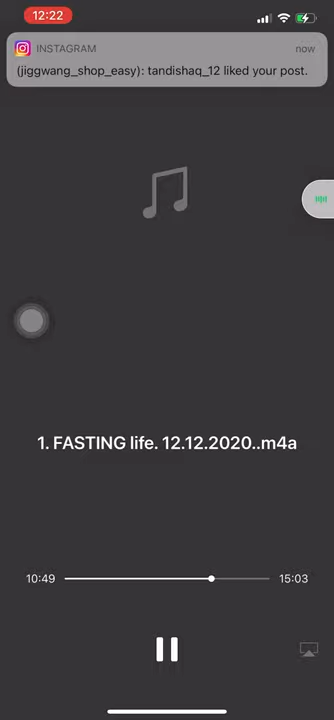 12:22
INSTAGRAM
now
(jiggwang_shop_easy): tandishaq_12 liked your post.
1. FASTING life. 12.12.2020..m4a
10:49
15:03